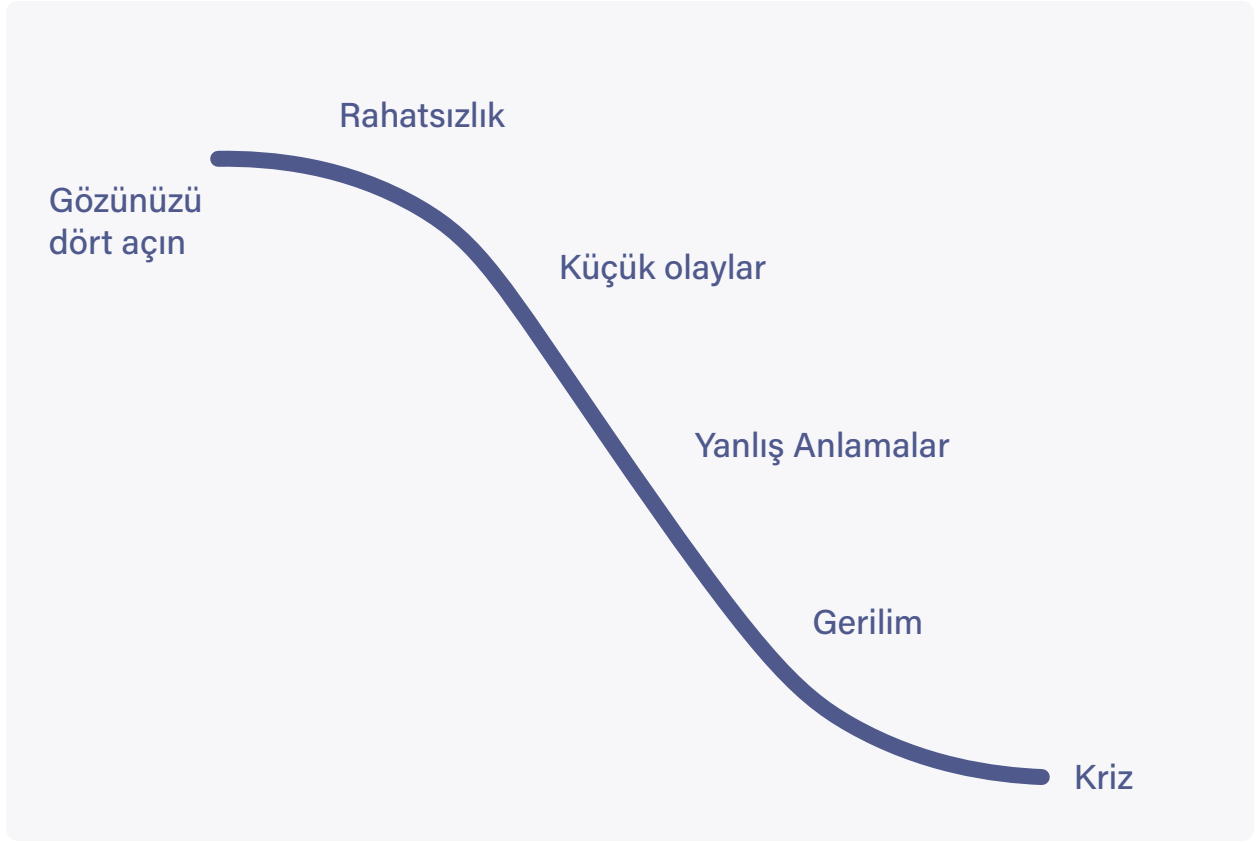 Rahatsızlık
Gözünüzü
dört açın
Küçük olaylar
Yanlış Anlamalar
Gerilim
Kriz